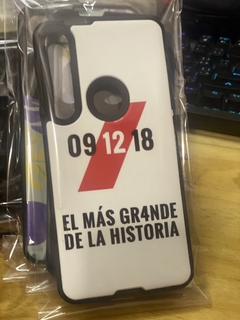 09 12 18
EL MÁS GR4NDE
DE LA HISTORIA